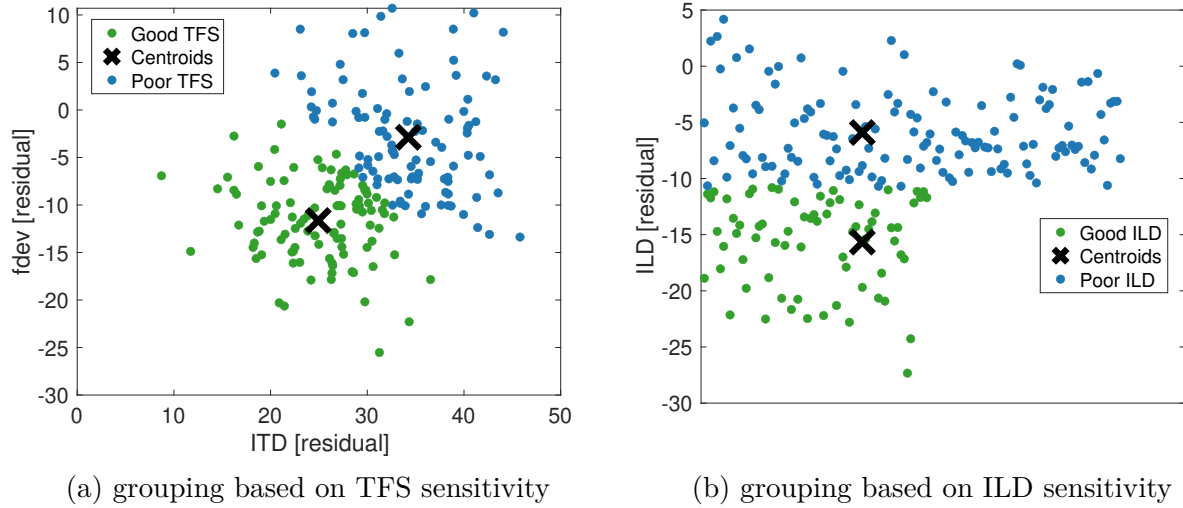 10
5
0
-5
-10
-15
-20
-25
-30
0
10
20
30
40
50
fdev [residual]
ITD [residual]
Good TFS
Centroids
Poor TFS
(a) grouping based on TFS sensitivity
5
0
-5
-10
-15
-20
-25
-30
ILD [residual]
Good ILD
Centroids
Poor ILD
(b) grouping based on ILD sensitivity